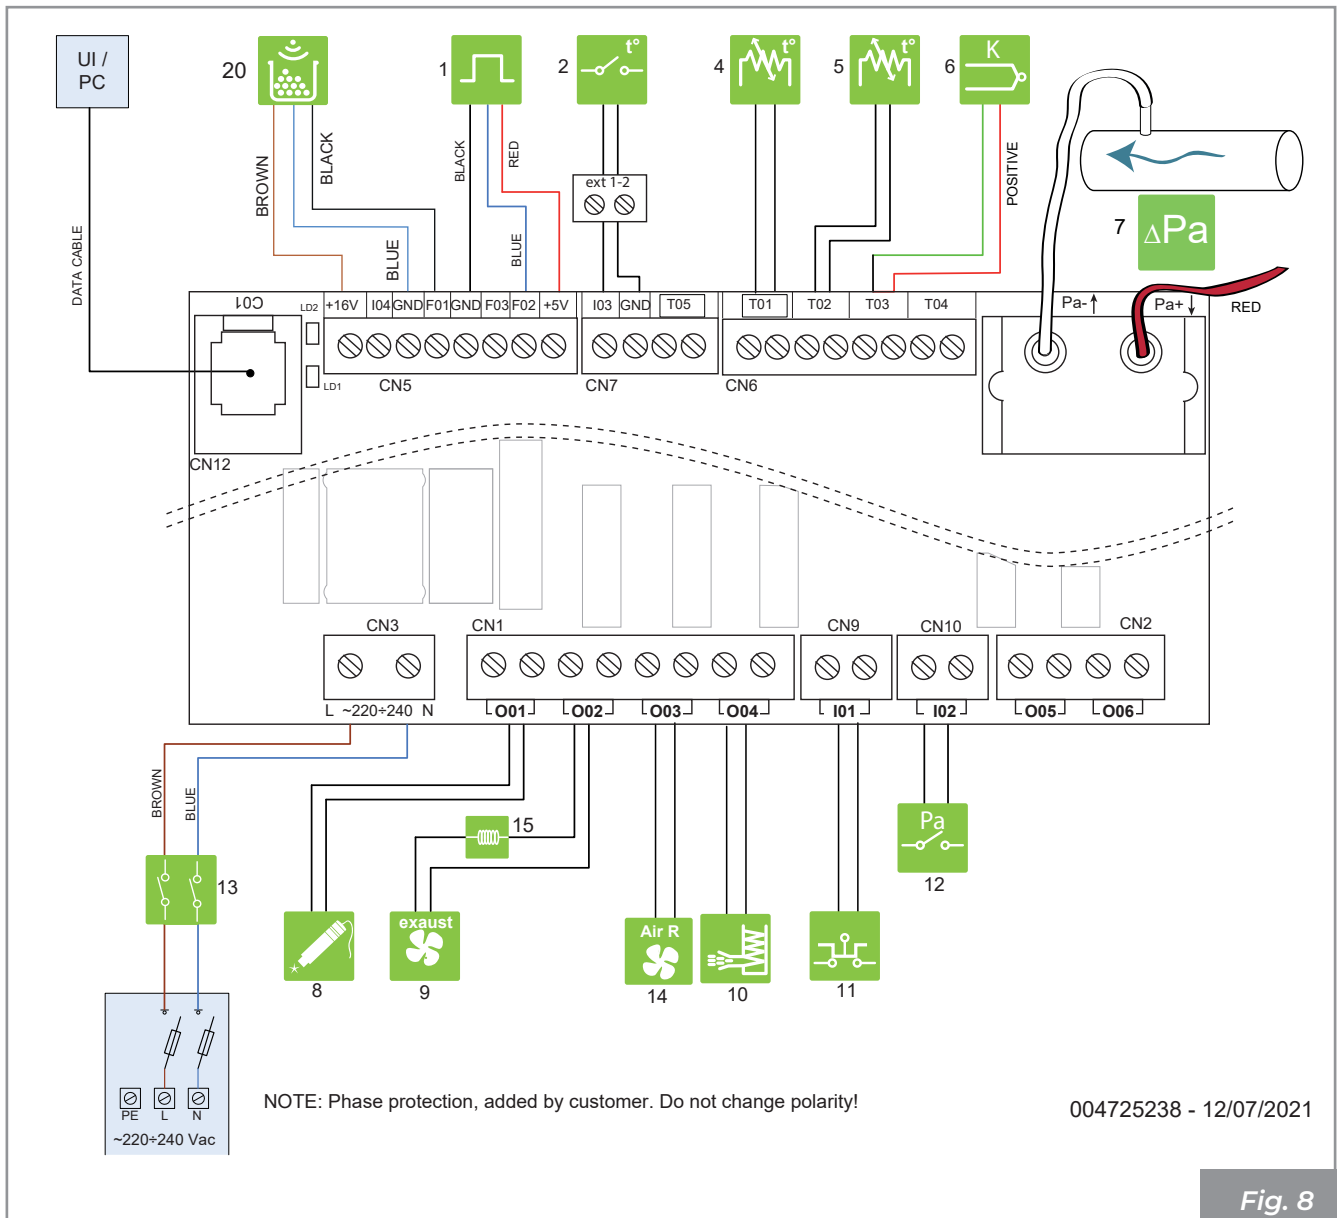 UI /
PC
20
1
2
t°
4
t°
5
t°
6
K
BROWN
BLACK
BLACK
RED
ext 1-2
POSITIVE
7
ΔPa
DATA CABLE
BLUE
BLUE
C01
LD2
+16V I04 GND F01 GND F03 F02 +5V
I03 GND T05
T01 T02 T03 T04
Pa-
Pa+
RED
LD1
CN5
CN7
CN6
CN12
CN3
CN1
CN9
CN10
CN2
L ~220÷240 N
O01 O02 O03 O04
I01
I02
O05 O06
BROWN
BLUE
15
Pa
12
13
exaust
Air R
8
9
14
10
11
PE L N
~220÷240 Vac
NOTE: Phase protection, added by customer. Do not change polarity!
004725238 - 12/07/2021
Fig. 8